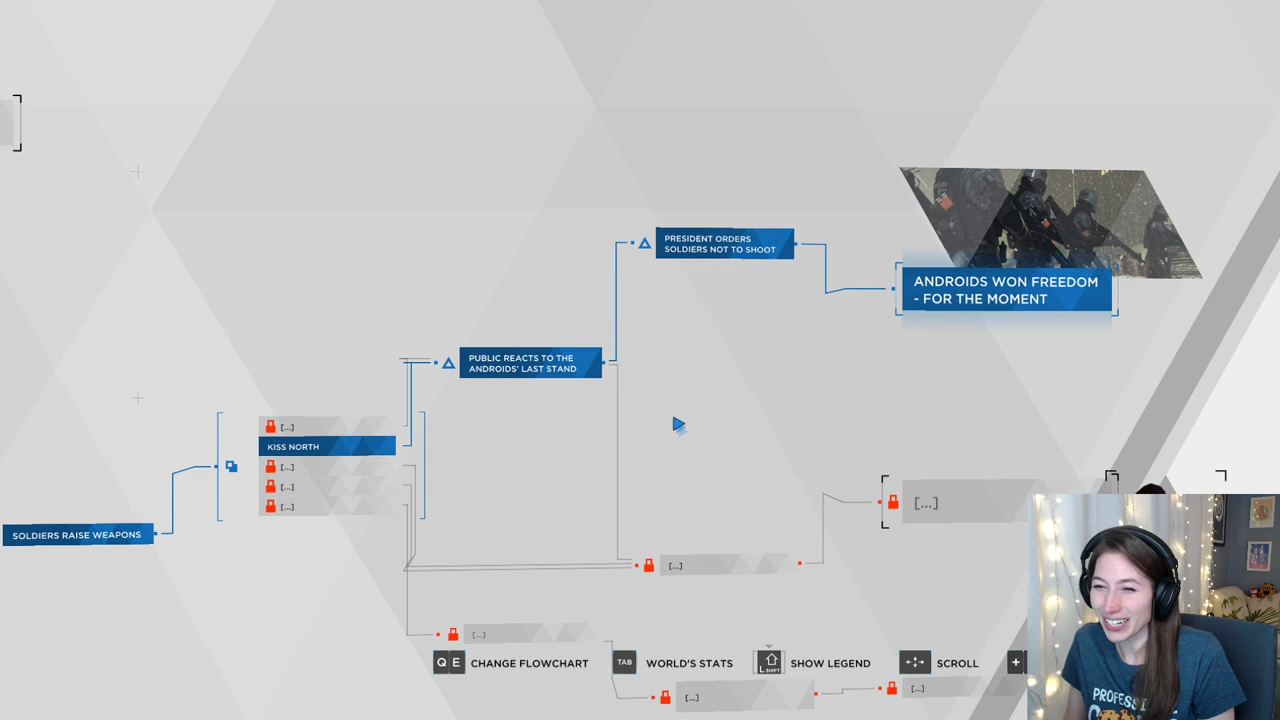 PRESIDENT ORDERS
SOLDIERS NOT TO SHOOT
ANDROIDS WON FREEDOM
- FOR THE MOMENT
PUBLIC REACTS TO THE
ANDROIDS' LAST STAND
[...]
KISS NORTH
[...]
[...]
[...]
[...]
SOLDIERS RAISE WEAPONS
[...]
[...]
Q E CHANGE FLOWCHART
TAB WORLD'S STATS
L SHIFT SHOW LEGEND
SCROLL
+
[...]
[...]